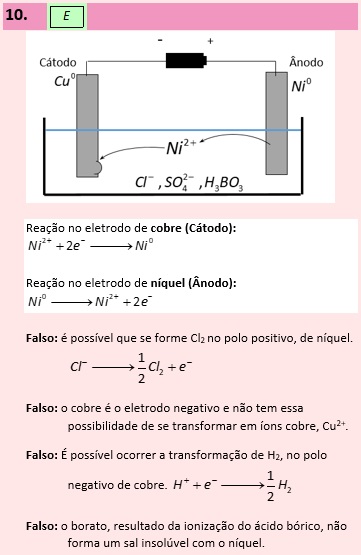 10. E
- +
Cátodo Ânodo
Cu⁰ Ni⁰
Ni²⁺
Cl⁻ , SO₄²⁻ , H₃BO₃
Reação no eletrodo de cobre (Cátodo):
Ni²⁺ + 2e⁻ ⟶ Ni⁰
Reação no eletrodo de níquel (Ânodo):
Ni⁰ ⟶ Ni²⁺ + 2e⁻
Falso: é possível que se forme Cl₂ no polo positivo, de níquel.
Cl⁻ ⟶ 1/2 Cl₂ + e⁻
Falso: o cobre é o eletrodo negativo e não tem essa
possibilidade de se transformar em íons cobre, Cu²⁺.
Falso: É possível ocorrer a transformação de H₂, no polo
negativo de cobre. H⁺ + e⁻ ⟶ 1/2 H₂
Falso: o borato, resultado da ionização do ácido bórico, não
forma um sal insolúvel com o níquel.